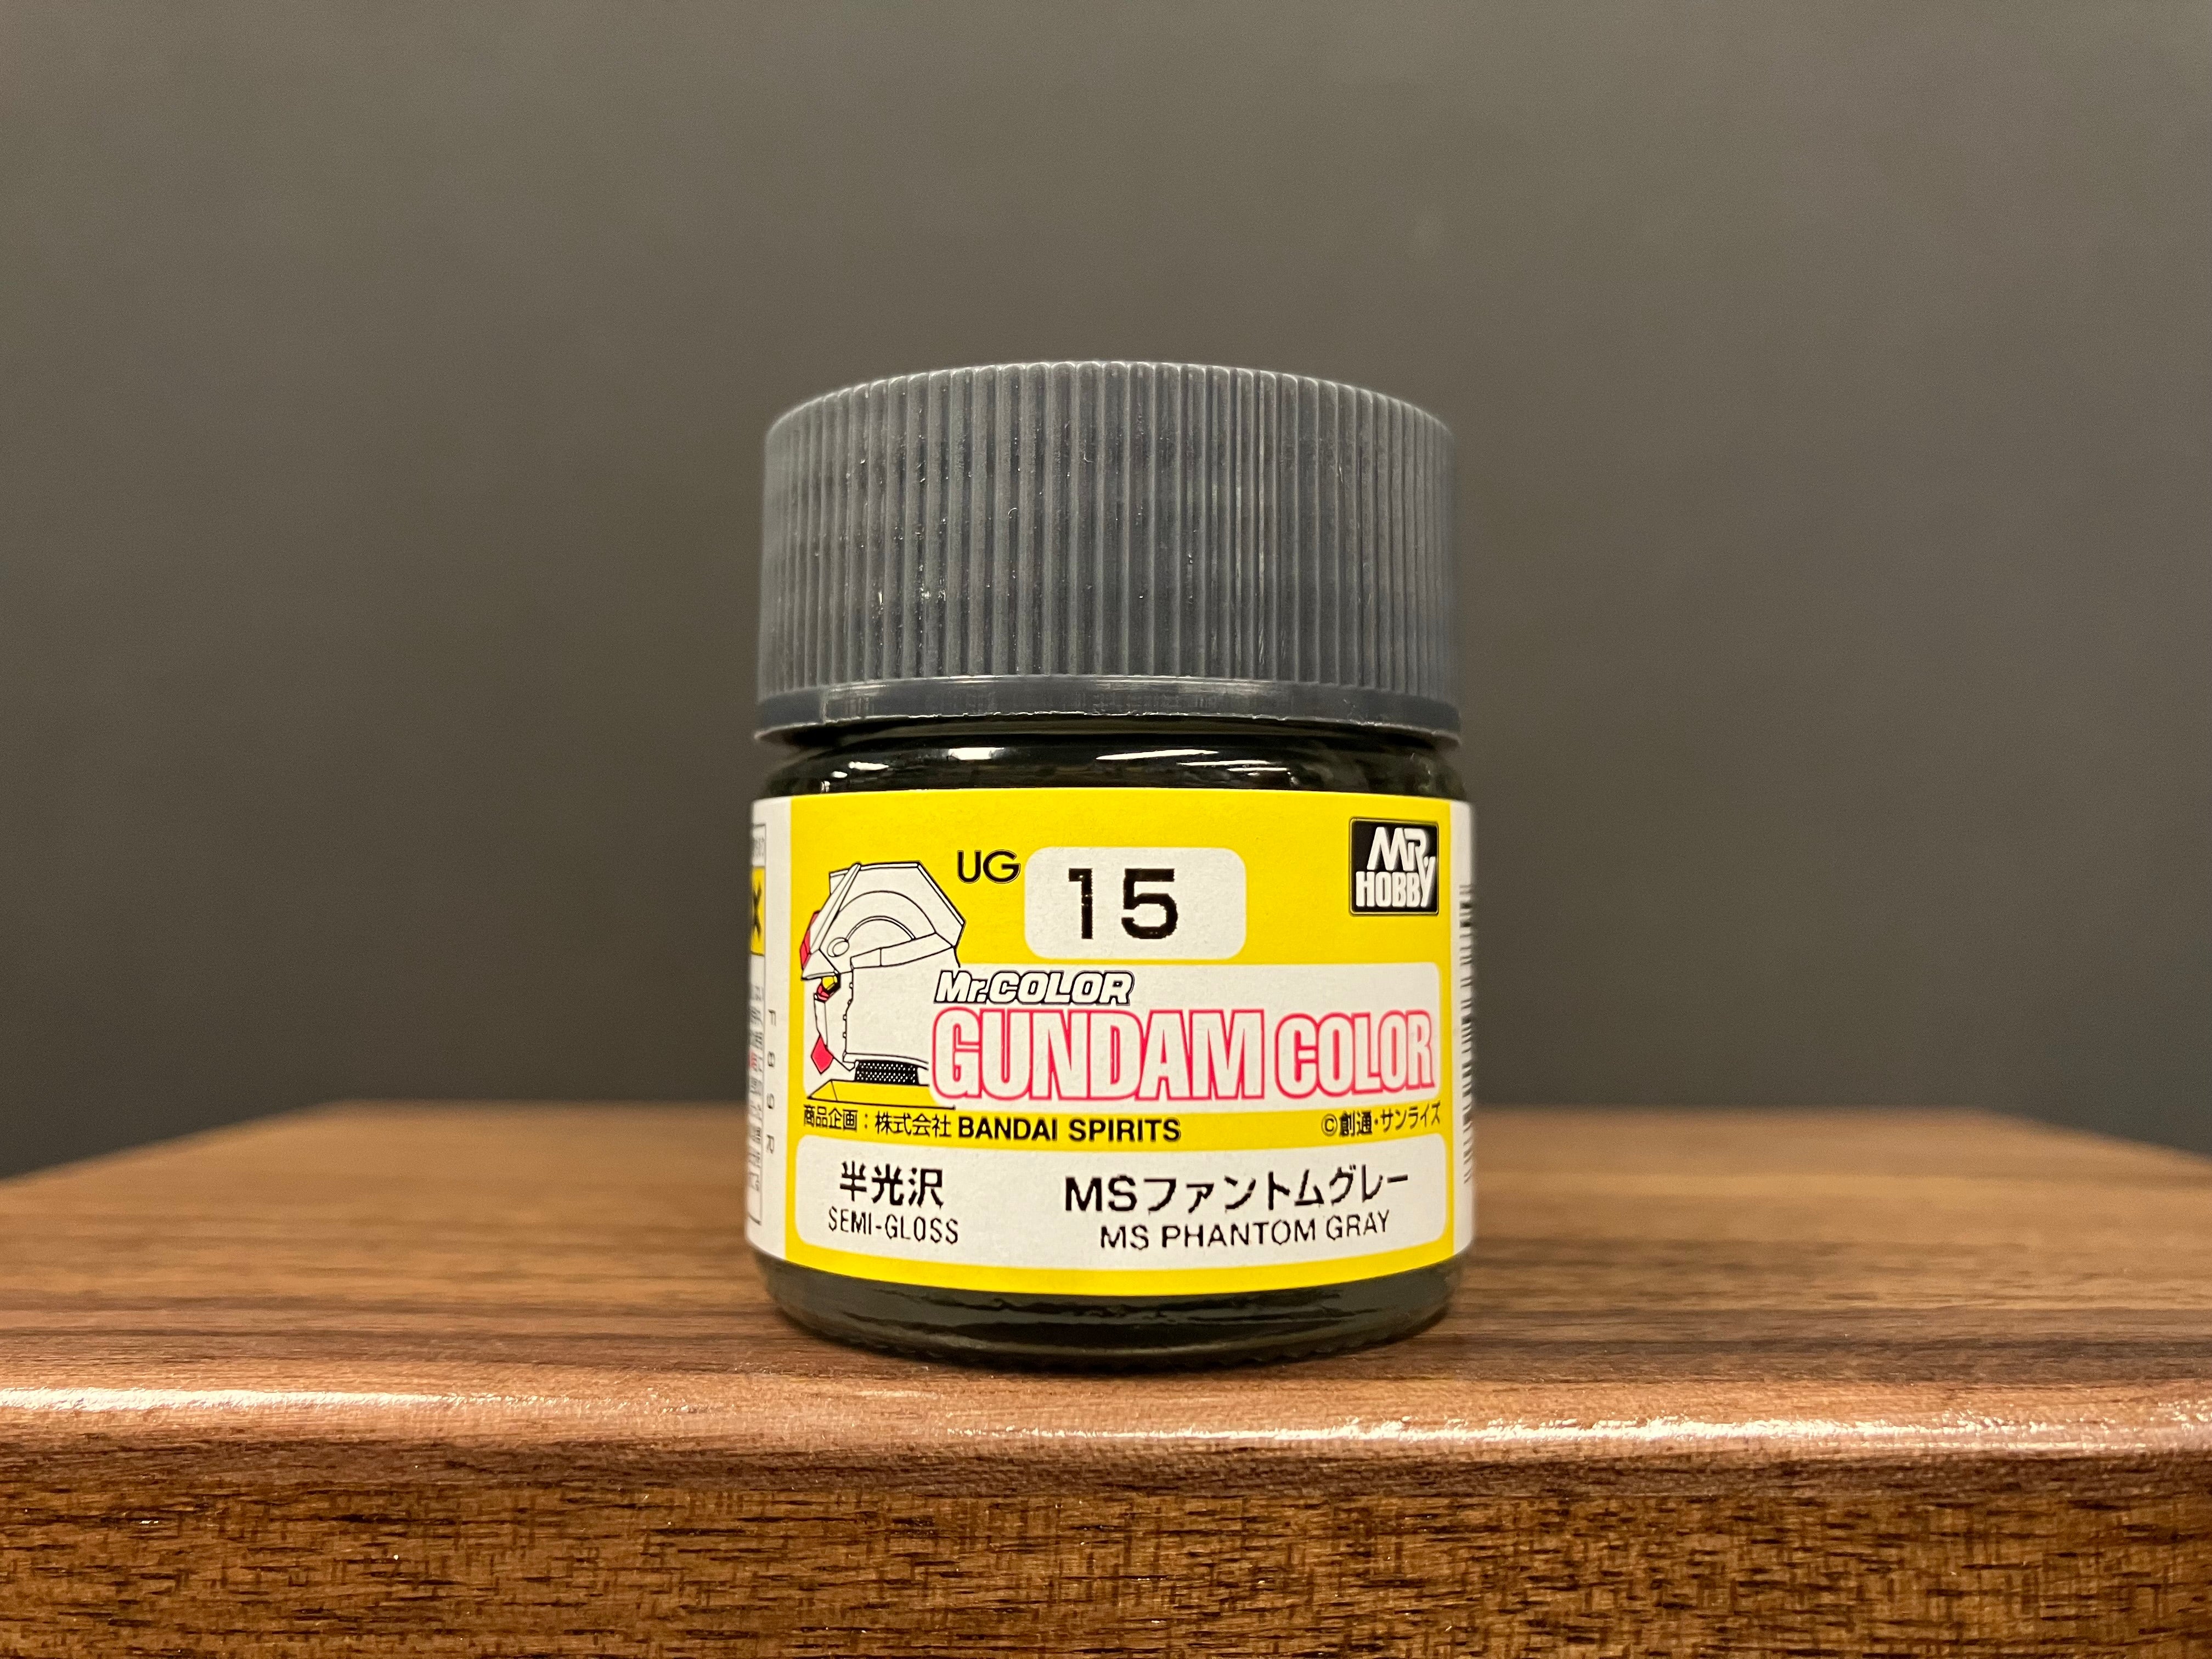 UG 15
MR. HOBBY
Mr.COLOR
GUNDAM COLOR
商品企画：株式会社 BANDAI SPIRITS
©創通・サンライズ
半光沢
SEMI-GLOSS
MSファントムグレー
MS PHANTOM GRAY